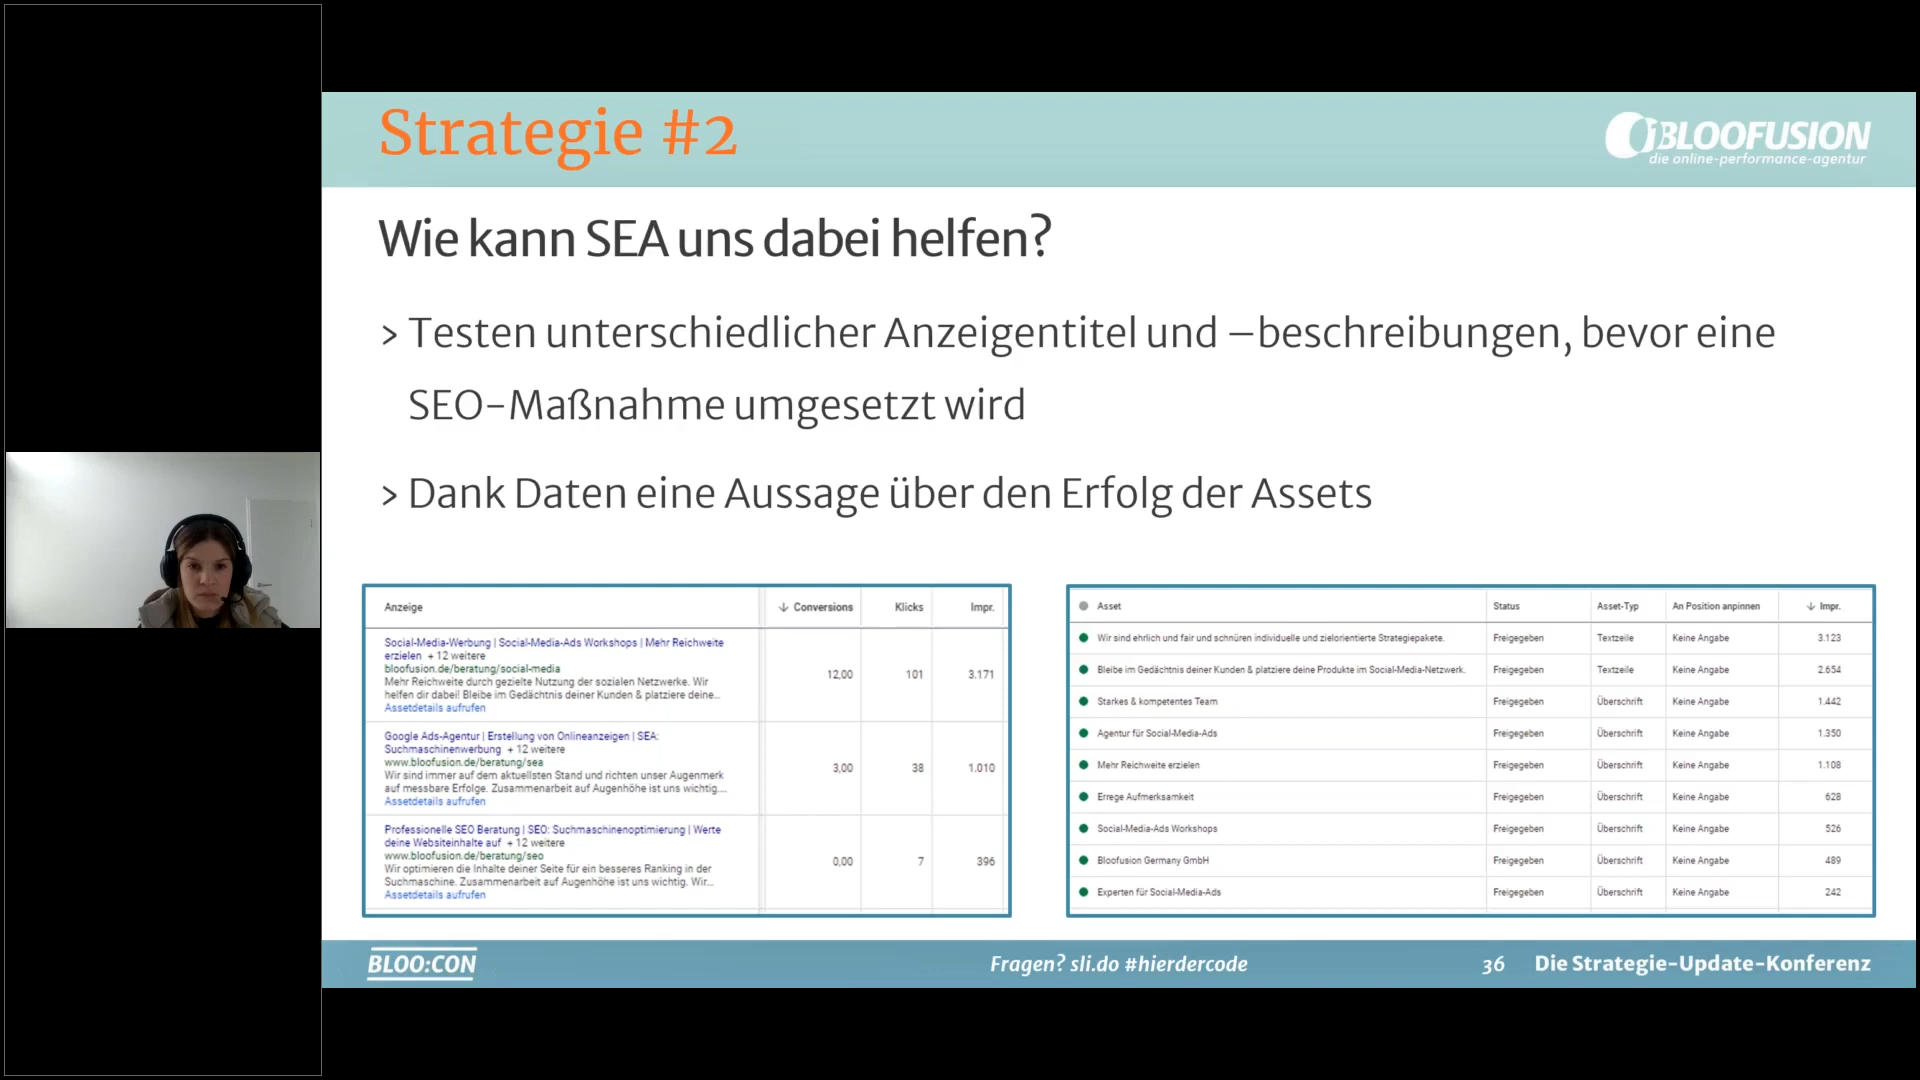 Strategie #2
BLOOFUSION
die online-performance-agentur
Wie kann SEA uns dabei helfen?
> Testen unterschiedlicher Anzeigentitel und –beschreibungen, bevor eine
SEO-Maßnahme umgesetzt wird
> Dank Daten eine Aussage über den Erfolg der Assets
Anzeige ↓ Conversions Klicks Impr.
Social-Media-Werbung | Social-Media-Ads Workshops | Mehr Reichweite
erzielen + 12 weitere
bloofusion.de/beratung/social-media
Mehr Reichweite durch gezielte Nutzung der sozialen Netzwerke. Wir
helfen dir dabei! Bleibe im Gedächtnis deiner Kunden & platziere deine...
Assetdetails aufrufen
12,00 101 3.171
Google Ads-Agentur | Erstellung von Onlineanzeigen | SEA:
Suchmaschinenwerbung + 12 weitere
www.bloofusion.de/beratung/sea
Wir sind immer auf dem aktuellsten Stand und richten unser Augenmerk
auf messbare Erfolge. Zusammenarbeit auf Augenhöhe ist uns wichtig....
Assetdetails aufrufen
3,00 38 1.010
Professionelle SEO Beratung | SEO: Suchmaschinenoptimierung | Werte
deine Websiteinhalte auf + 12 weitere
www.bloofusion.de/beratung/seo
Wir optimieren die Inhalte deiner Seite für ein besseres Ranking in der
Suchmaschine. Zusammenarbeit auf Augenhöhe ist uns wichtig. Wir...
Assetdetails aufrufen
0,00 7 396
Asset Status Asset-Typ An Position anpinnen ↓ Impr.
Wir sind ehrlich und fair und schnüren individuelle und zielorientierte Strategiepakete. Freigegeben Textzeile Keine Angabe 3.123
Bleibe im Gedächtnis deiner Kunden & platziere deine Produkte im Social-Media-Netzwerk. Freigegeben Textzeile Keine Angabe 2.654
Starkes & kompetentes Team Freigegeben Überschrift Keine Angabe 1.442
Agentur für Social-Media-Ads Freigegeben Überschrift Keine Angabe 1.350
Mehr Reichweite erzielen Freigegeben Überschrift Keine Angabe 1.108
Errege Aufmerksamkeit Freigegeben Überschrift Keine Angabe 628
Social-Media-Ads Workshops Freigegeben Überschrift Keine Angabe 526
Bloofusion Germany GmbH Freigegeben Überschrift Keine Angabe 489
Experten für Social-Media-Ads Freigegeben Überschrift Keine Angabe 242
BLOO:CON Fragen? sli.do #hierdercode 36 Die Strategie-Update-Konferenz